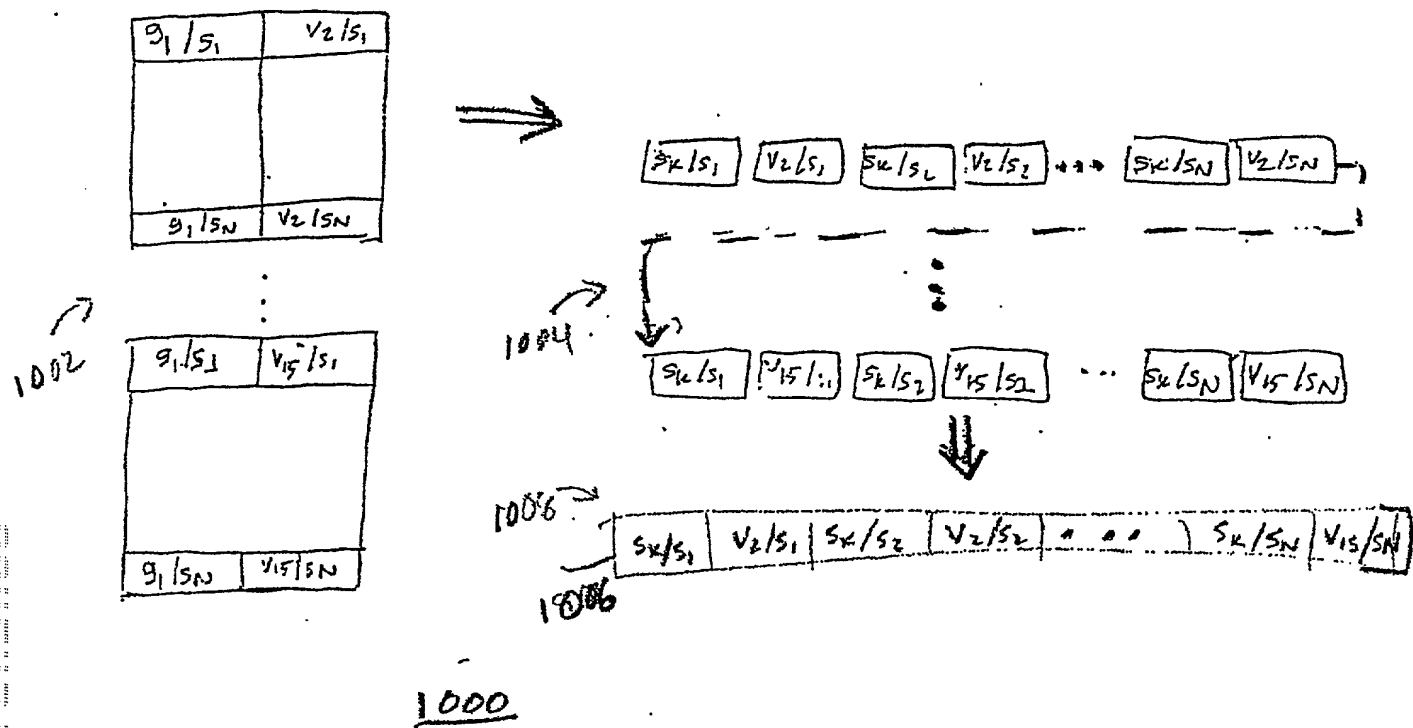 g₁/s₁ v₂/s₁
g₁/sN v₂/sN
1002
g₁/s₁ v₁₅/s₁
g₁/sN v₁₅/sN
sₖ/s₁ v₂/s₁ sₖ/s₂ v₂/s₂ ... sₖ/sN v₂/sN
1004
sₖ/s₁ v₁₅/ sₖ/s₂ v₁₅/s₂ ... sₖ/sN v₁₅/sN
1006
sₖ/s₁ v₂/s₁ sₖ/s₂ v₂/s₂ ... sₖ/sN v₁₅/sN
1006
1000